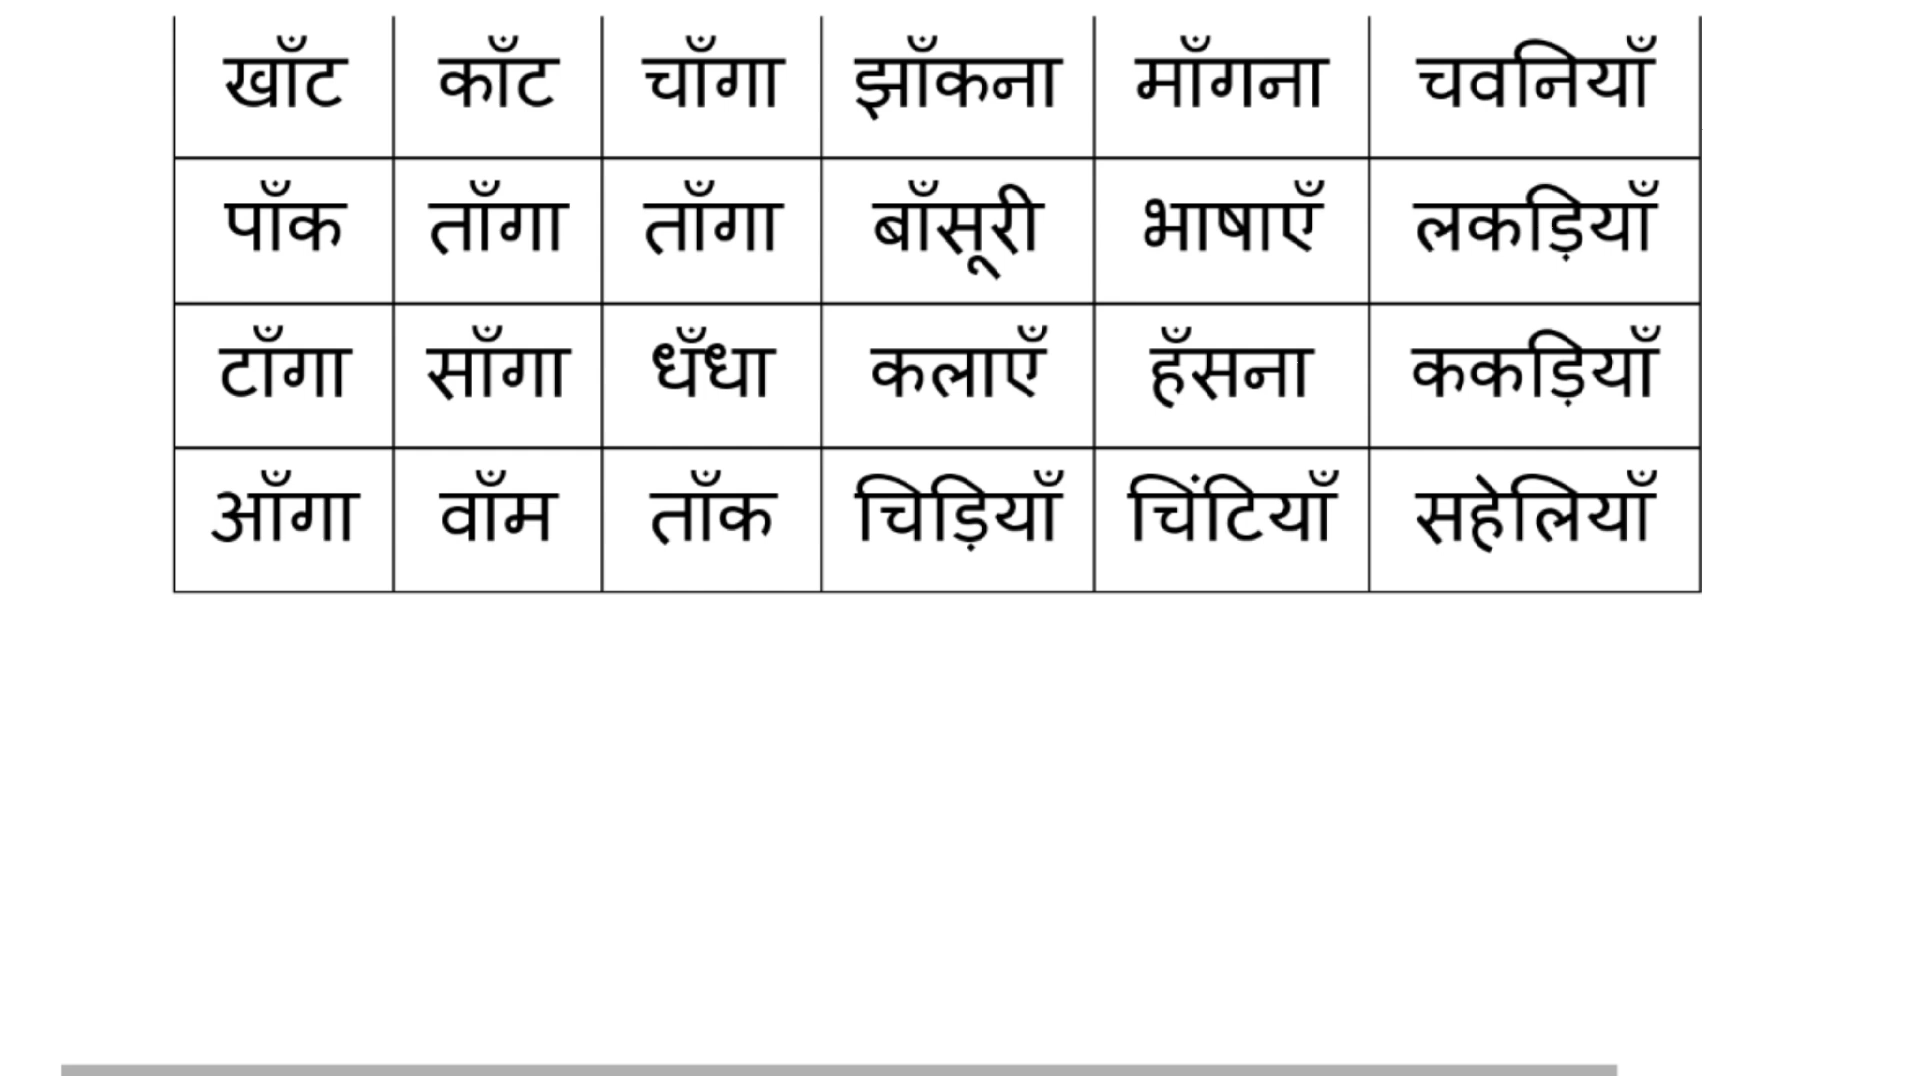 खाँट काँट चाँगा झाँकना माँगना चवनियाँ
पाँक ताँगा ताँगा बाँसूरी भाषाएँ लकड़ियाँ
टाँगा साँगा धँधा कलाएँ हँसना ककड़ियाँ
आँगा वाँम ताँक चिड़ियाँ चिंटियाँ सहेलियाँ